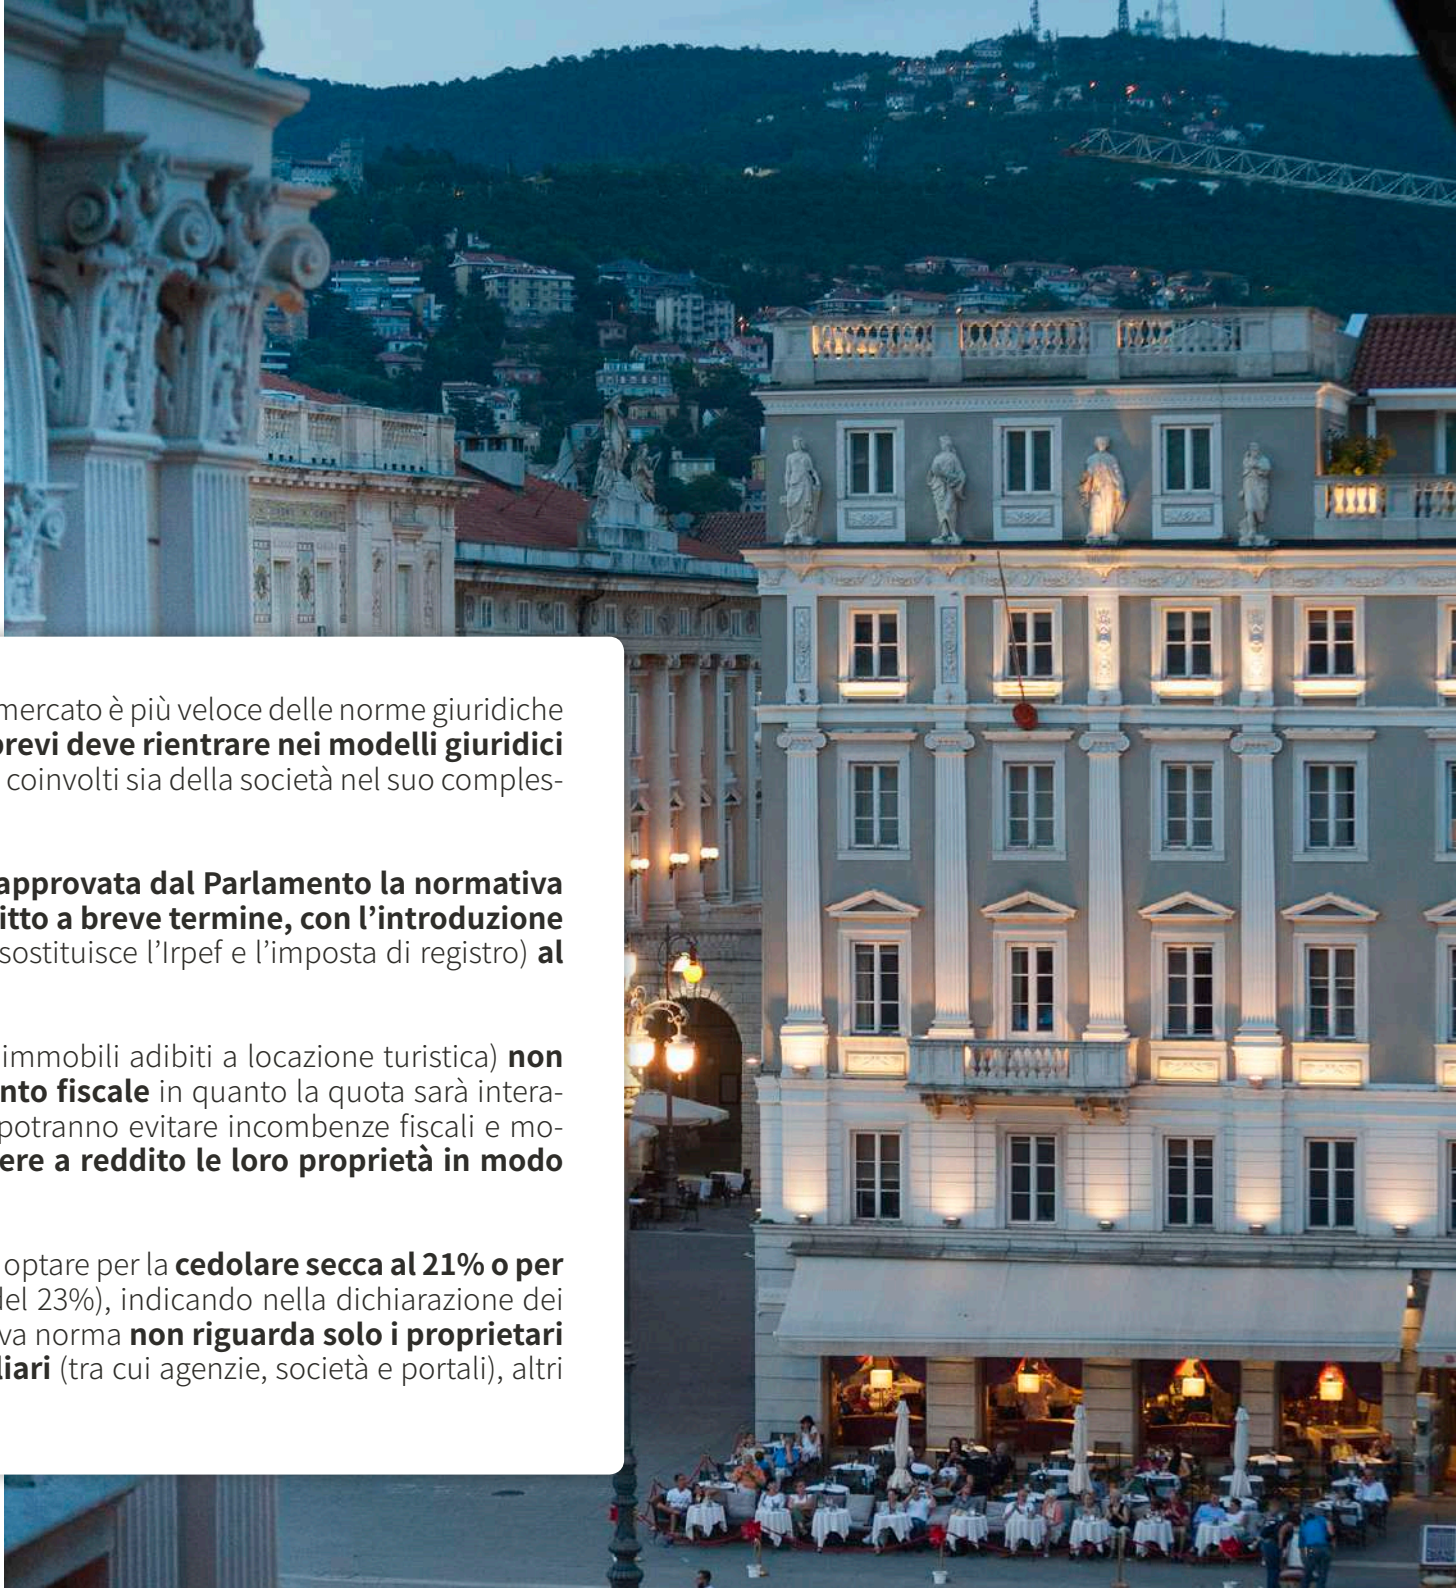 mercato è più veloce delle norme giuridiche
brevi deve rientrare nei modelli giuridici
coinvolti sia della società nel suo comples-
approvata dal Parlamento la normativa
itto a breve termine, con l’introduzione
sostituisce l’Irpef e l’imposta di registro) al
immobili adibiti a locazione turistica) non
nto fiscale in quanto la quota sarà intera-
potranno evitare incombenze fiscali e mo-
ere a reddito le loro proprietà in modo
optare per la cedolare secca al 21% o per
del 23%), indicando nella dichiarazione dei
va norma non riguarda solo i proprietari
liari (tra cui agenzie, società e portali), altri